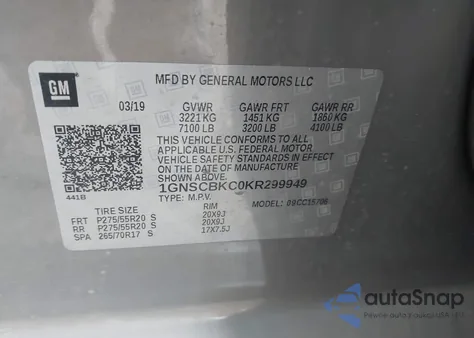 GM
MFD BY GENERAL MOTORS LLC
03/19 GVWR GAWR FRT GAWR RR
3221 KG 1451 KG 1860 KG
7100 LB 3200 LB 4100 LB
THIS VEHICLE CONFORMS TO ALL
APPLICABLE U.S. FEDERAL MOTOR
VEHICLE SAFETY STANDARDS IN EFFECT
ON THE DATE OF MANUFACTURE
SHOWN ABOVE.
1GNSCBKC0KR299949
441B TYPE: M.P.V. MODEL:
TIRE SIZE RIM
FRT P275/55R20 S 20X9J
RR P275/55R20 S 20X9J
SPA 265/70R17 S 17X7.5J
autoSnap